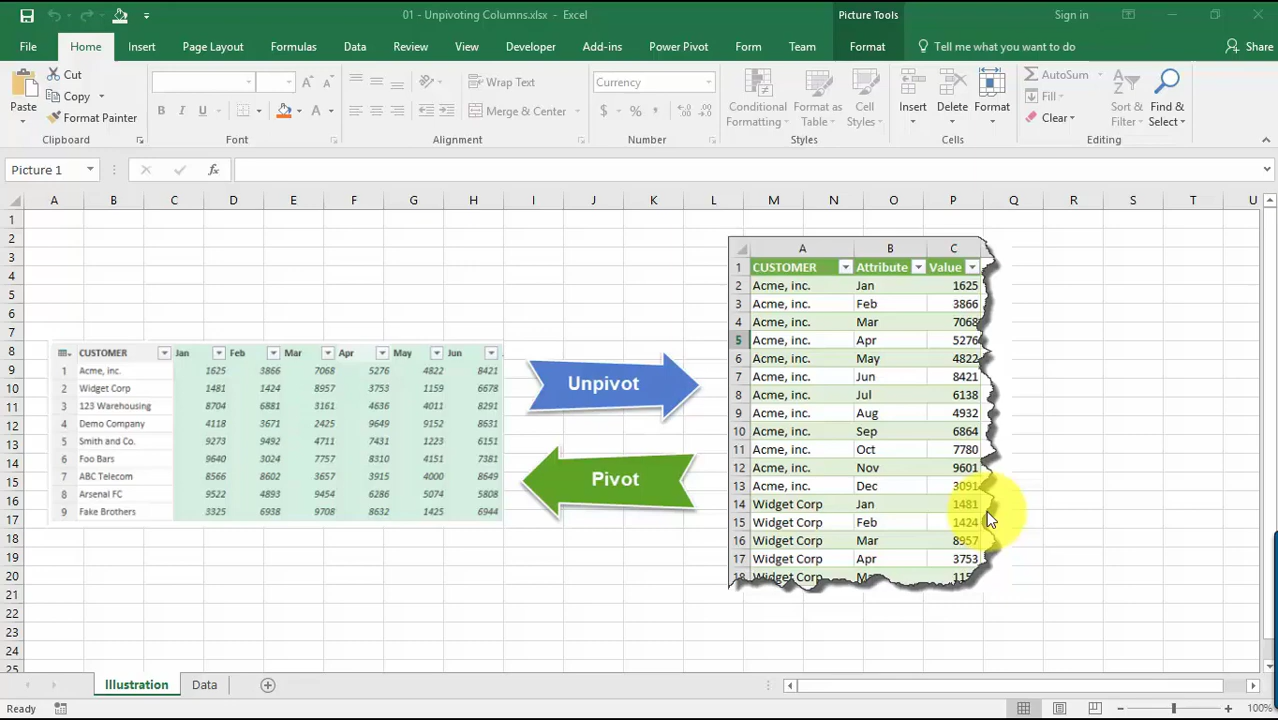 01 - Unpivoting Columns.xlsx - Excel
Picture Tools
Sign in
File Home Insert Page Layout Formulas Data Review View Developer Add-ins Power Pivot Form Team Format Tell me what you want to do Share
Paste
Cut
Copy
Format Painter
Clipboard
B I U
A A
Font
Wrap Text
Merge & Center
Alignment
Currency
$ % ,
Number
Conditional Formatting
Format as Table
Cell Styles
Styles
Insert
Delete
Format
Cells
AutoSum
Fill
Clear
Sort & Filter
Find & Select
Editing
Picture 1
fx
A B C D E F G H I J K L M N O P Q R S T U
1
2
3
4
5
6
7
8
9
10
11
12
13
14
15
16
17
18
19
20
21
22
23
24
25
CUSTOMER Jan Feb Mar Apr May Jun
1 Acme, inc. 1625 3866 7068 5276 4822 8421
2 Widget Corp 1481 1424 8957 3753 1159 6678
3 123 Warehousing 8704 6881 3161 4636 4011 8291
4 Demo Company 4118 3671 2425 9649 9152 8631
5 Smith and Co. 9273 9492 4711 7431 1223 6151
6 Foo Bars 9640 3024 7757 8310 4151 7381
7 ABC Telecom 8566 8602 3657 3915 4000 8649
8 Arsenal FC 9522 4893 9454 6286 5074 5808
9 Fake Brothers 3325 6938 9708 8632 1425 6944
Unpivot
Pivot
A B C
1 CUSTOMER Attribute Value
2 Acme, inc. Jan 1625
3 Acme, inc. Feb 3866
4 Acme, inc. Mar 7068
5 Acme, inc. Apr 5276
6 Acme, inc. May 4822
7 Acme, inc. Jun 8421
8 Acme, inc. Jul 6138
9 Acme, inc. Aug 4932
10 Acme, inc. Sep 6864
11 Acme, inc. Oct 7780
12 Acme, inc. Nov 9601
13 Acme, inc. Dec 3091
14 Widget Corp Jan 1481
15 Widget Corp Feb 1424
16 Widget Corp Mar 8957
17 Widget Corp Apr 3753
18 Widget Corp
Illustration Data
Ready
100%